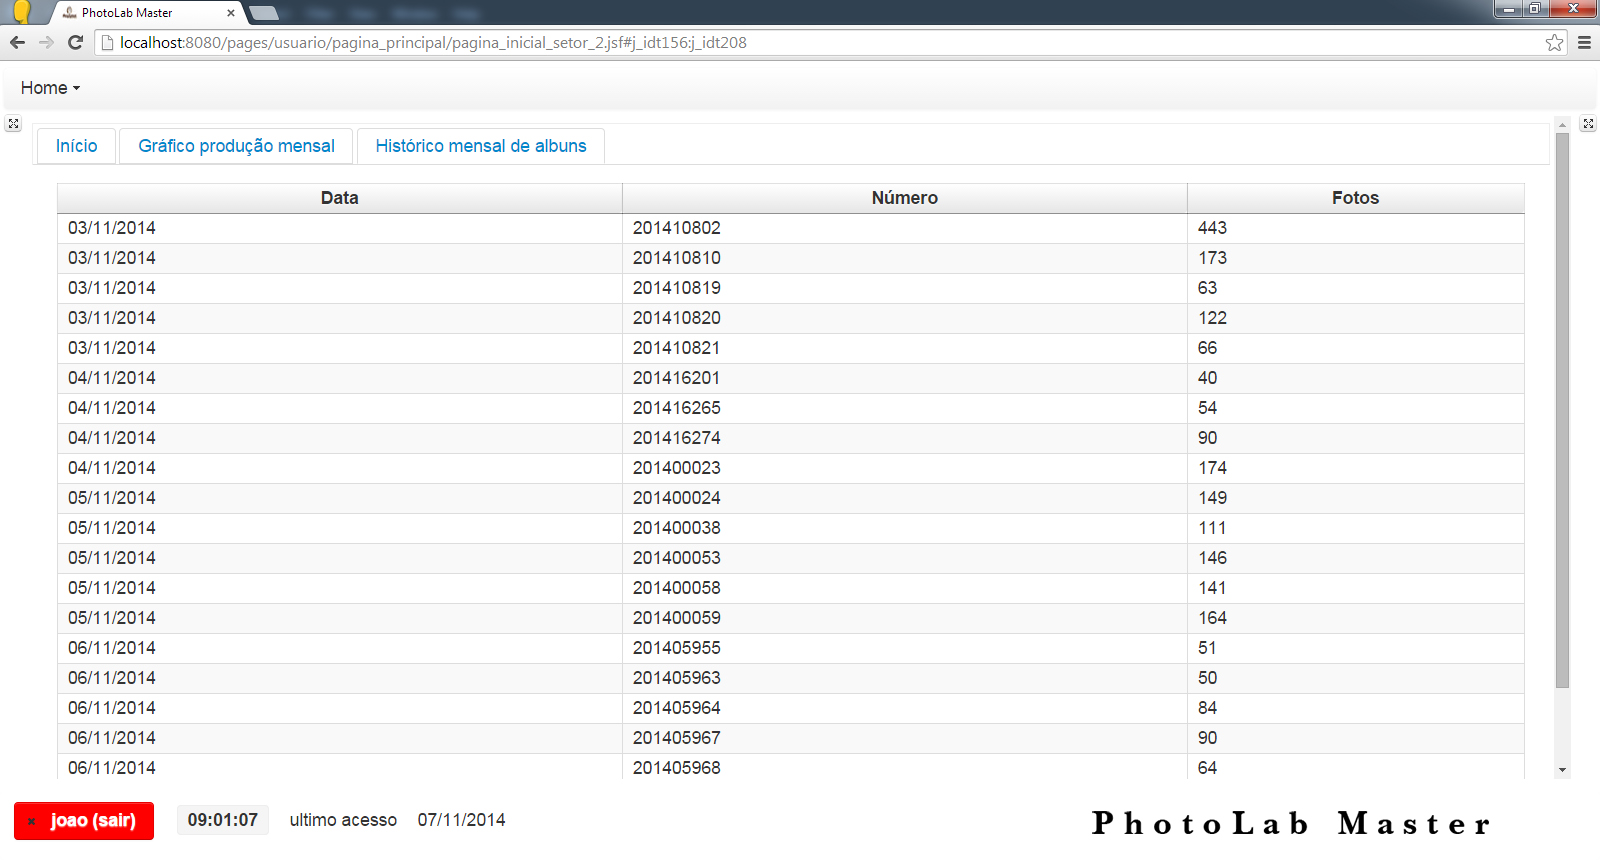 PhotoLab Master
localhost:8080/pages/usuario/pagina_principal/pagina_inicial_setor_2.jsf#j_idt156:j_idt208
Home
Início Gráfico produção mensal Histórico mensal de albuns
Data Número Fotos
03/11/2014 201410802 443
03/11/2014 201410810 173
03/11/2014 201410819 63
03/11/2014 201410820 122
03/11/2014 201410821 66
04/11/2014 201416201 40
04/11/2014 201416265 54
04/11/2014 201416274 90
04/11/2014 201400023 174
05/11/2014 201400024 149
05/11/2014 201400038 111
05/11/2014 201400053 146
05/11/2014 201400058 141
05/11/2014 201400059 164
06/11/2014 201405955 51
06/11/2014 201405963 50
06/11/2014 201405964 84
06/11/2014 201405967 90
06/11/2014 201405968 64
joao (sair) 09:01:07 ultimo acesso 07/11/2014 PhotoLab Master